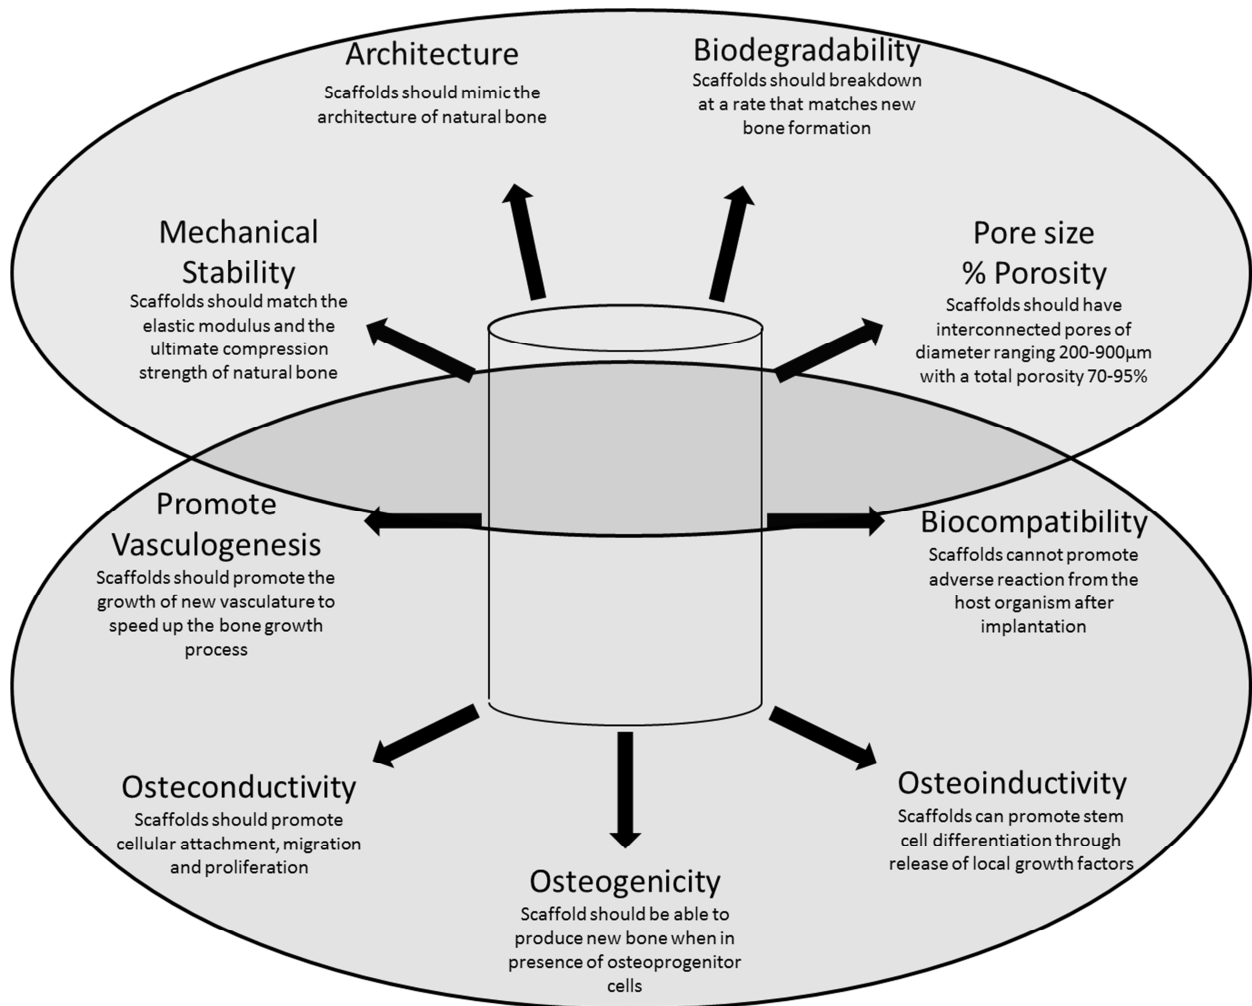 Architecture
Scaffolds should mimic the
architecture of natural bone
Biodegradability
Scaffolds should breakdown
at a rate that matches new
bone formation
Mechanical
Stability
Scaffolds should match the
elastic modulus and the
ultimate compression
strength of natural bone
Pore size
% Porosity
Scaffolds should have
interconnected pores of
diameter ranging 200-900µm
with a total porosity 70-95%
Promote
Vasculogenesis
Scaffolds should promote the
growth of new vasculature to
speed up the bone growth
process
Biocompatibility
Scaffolds cannot promote
adverse reaction from the
host organism after
implantation
Osteconductivity
Scaffolds should promote
cellular attachment, migration
and proliferation
Osteogenicity
Scaffold should be able to
produce new bone when in
presence of osteoprogenitor
cells
Osteoinductivity
Scaffolds can promote stem
cell differentiation through
release of local growth factors